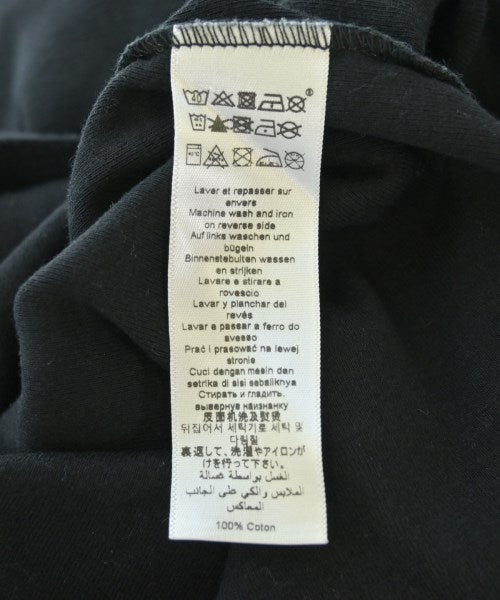 ®
40°C
Laver et repasser sur
envers
Machine wash and iron
on reverse side
Auf links waschen und
bügeln
Binnenstebuiten wassen
en strijken
Lavare e stirare a
rovescio
Lavar y planchar del
revés
Lavar a passar a ferro do
avesso
Prać i prasować na lewej
stronie
Cuci dengan mesin dan
setrika di sisi sebaliknya
Стирать и гладить,
вывернув наизнанку
反面机洗及熨烫
뒤집어서 세탁기로 세탁 및
다림질
裏返して、洗濯やアイロンが
けを行って下さい。
الغسل بواسطة غسالة
الملابس والكي على الجانب
المعاكس
100% Coton